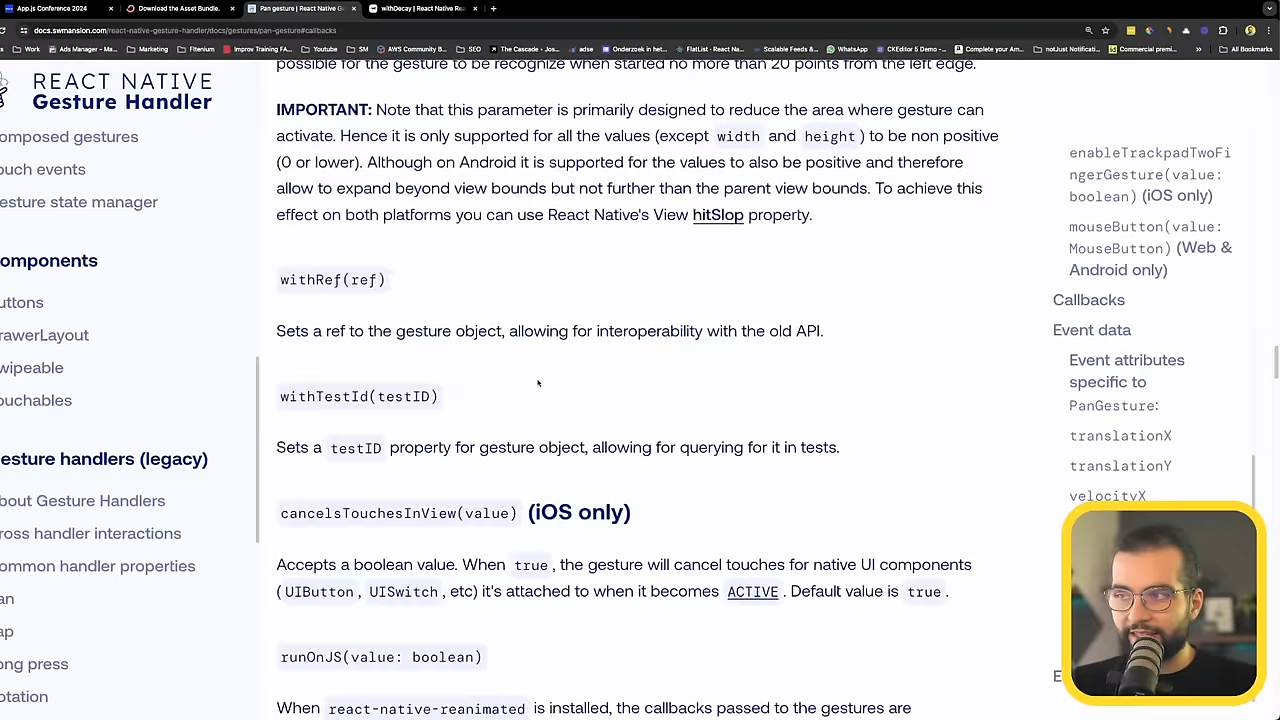 App.js Conference 2024
Download the Asset Bundle.
Pan gesture | React Native G
withDecay | React Native Re
docs.swmansion.com/react-native-gesture-handler/docs/gestures/pan-gesture#callbacks
Work
Ads Manager - Ma...
Marketing
Fitenium
Improv Training FA...
Youtube
SM
AWS Community B...
SEO
The Cascade • Jos...
adse
Onderzoek in het...
FlatList - React Na...
Scalable Feeds & ...
WhatsApp
CKEditor 5 Demo -...
Complete your Am...
notJust Notificati...
Commercial premi...
All Bookmarks
REACT NATIVE
Gesture Handler
omposed gestures
ouch events
esture state manager
omponents
uttons
rawerLayout
wipeable
ouchables
esture handlers (legacy)
bout Gesture Handlers
ross handler interactions
ommon handler properties
an
ap
ong press
otation
possible for the gesture to be recognize when started no more than 20 points from the left edge.
IMPORTANT: Note that this parameter is primarily designed to reduce the area where gesture can
activate. Hence it is only supported for all the values (except width and height) to be non positive
(0 or lower). Although on Android it is supported for the values to also be positive and therefore
allow to expand beyond view bounds but not further than the parent view bounds. To achieve this
effect on both platforms you can use React Native's View hitSlop property.
withRef(ref)
Sets a ref to the gesture object, allowing for interoperability with the old API.
withTestId(testID)
Sets a testID property for gesture object, allowing for querying for it in tests.
cancelsTouchesInView(value) (iOS only)
Accepts a boolean value. When true, the gesture will cancel touches for native UI components
(UIButton, UISwitch, etc) it's attached to when it becomes ACTIVE. Default value is true.
runOnJS(value: boolean)
When react-native-reanimated is installed, the callbacks passed to the gestures are
enableTrackpadTwoFi
ngerGesture(value:
boolean) (iOS only)
mouseButton(value:
MouseButton) (Web &
Android only)
Callbacks
Event data
Event attributes
specific to
PanGesture:
translationX
translationY
velocityX
E